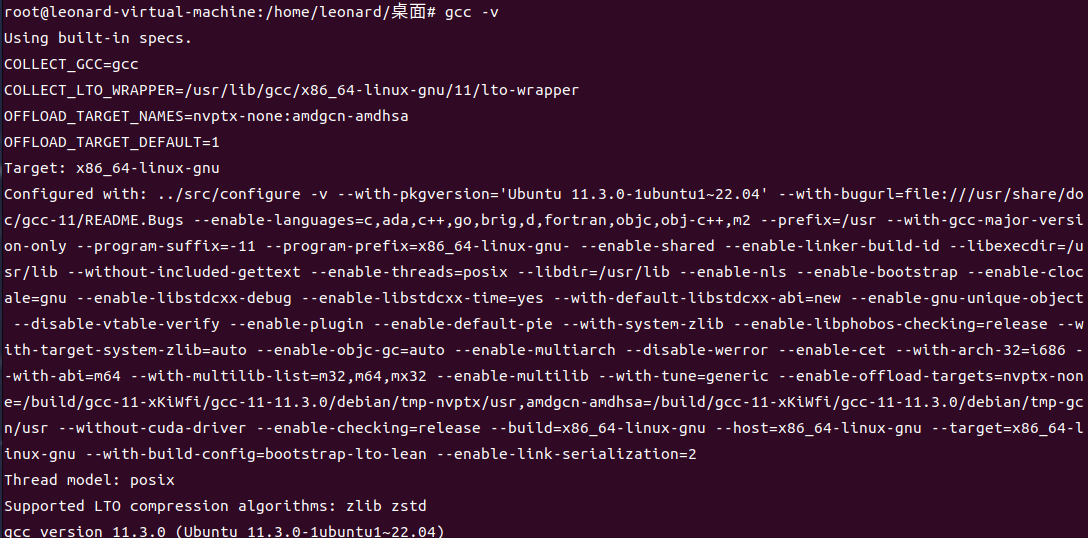 root@leonard-virtual-machine:/home/leonard/桌面# gcc -v
Using built-in specs.
COLLECT_GCC=gcc
COLLECT_LTO_WRAPPER=/usr/lib/gcc/x86_64-linux-gnu/11/lto-wrapper
OFFLOAD_TARGET_NAMES=nvptx-none:amdgcn-amdhsa
OFFLOAD_TARGET_DEFAULT=1
Target: x86_64-linux-gnu
Configured with: ../src/configure -v --with-pkgversion='Ubuntu 11.3.0-1ubuntu1~22.04' --with-bugurl=file:///usr/share/do
c/gcc-11/README.Bugs --enable-languages=c,ada,c++,go,brig,d,fortran,objc,obj-c++,m2 --prefix=/usr --with-gcc-major-versi
on-only --program-suffix=-11 --program-prefix=x86_64-linux-gnu- --enable-shared --enable-linker-build-id --libexecdir=/u
sr/lib --without-included-gettext --enable-threads=posix --libdir=/usr/lib --enable-nls --enable-bootstrap --enable-cloc
ale=gnu --enable-libstdcxx-debug --enable-libstdcxx-time=yes --with-default-libstdcxx-abi=new --enable-gnu-unique-object
 --disable-vtable-verify --enable-plugin --enable-default-pie --with-system-zlib --enable-libphobos-checking=release --w
ith-target-system-zlib=auto --enable-objc-gc=auto --enable-multiarch --disable-werror --enable-cet --with-arch-32=i686 -
-with-abi=m64 --with-multilib-list=m32,m64,mx32 --enable-multilib --with-tune=generic --enable-offload-targets=nvptx-non
e=/build/gcc-11-xKiWfi/gcc-11-11.3.0/debian/tmp-nvptx/usr,amdgcn-amdhsa=/build/gcc-11-xKiWfi/gcc-11-11.3.0/debian/tmp-gc
n/usr --without-cuda-driver --enable-checking=release --build=x86_64-linux-gnu --host=x86_64-linux-gnu --target=x86_64-l
inux-gnu --with-build-config=bootstrap-lto-lean --enable-link-serialization=2
Thread model: posix
Supported LTO compression algorithms: zlib zstd
gcc version 11.3.0 (Ubuntu 11.3.0-1ubuntu1~22.04)